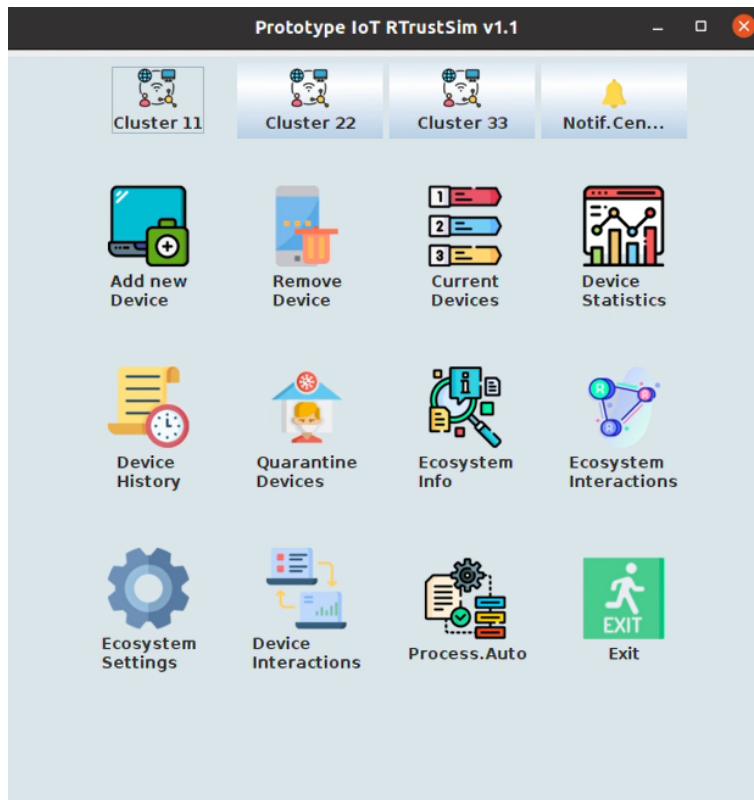 Prototype IoT RTrustSim v1.1
Cluster 11
Cluster 22
Cluster 33
Notif.Cen...
Add new
Device
Remove
Device
1
2
3
Current
Devices
Device
Statistics
Device
History
Quarantine
Devices
i
Ecosystem
Info
R
R
R
Ecosystem
Interactions
Ecosystem
Settings
Device
Interactions
Process.Auto
EXIT
Exit